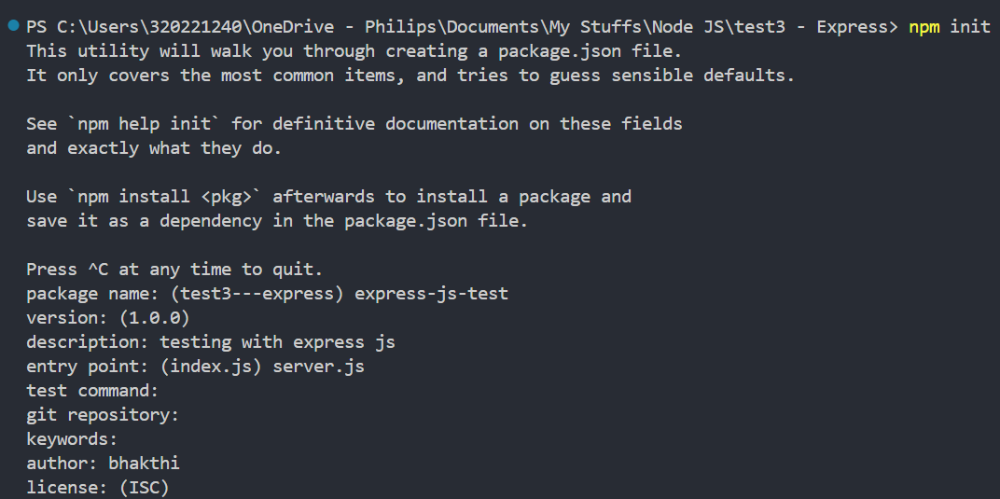 PS C:\Users\320221240\OneDrive - Philips\Documents\My Stuffs\Node JS\test3 - Express> npm init
This utility will walk you through creating a package.json file.
It only covers the most common items, and tries to guess sensible defaults.
See `npm help init` for definitive documentation on these fields
and exactly what they do.
Use `npm install <pkg>` afterwards to install a package and
save it as a dependency in the package.json file.
Press ^C at any time to quit.
package name: (test3---express) express-js-test
version: (1.0.0)
description: testing with express js
entry point: (index.js) server.js
test command:
git repository:
keywords:
author: bhakthi
license: (ISC)